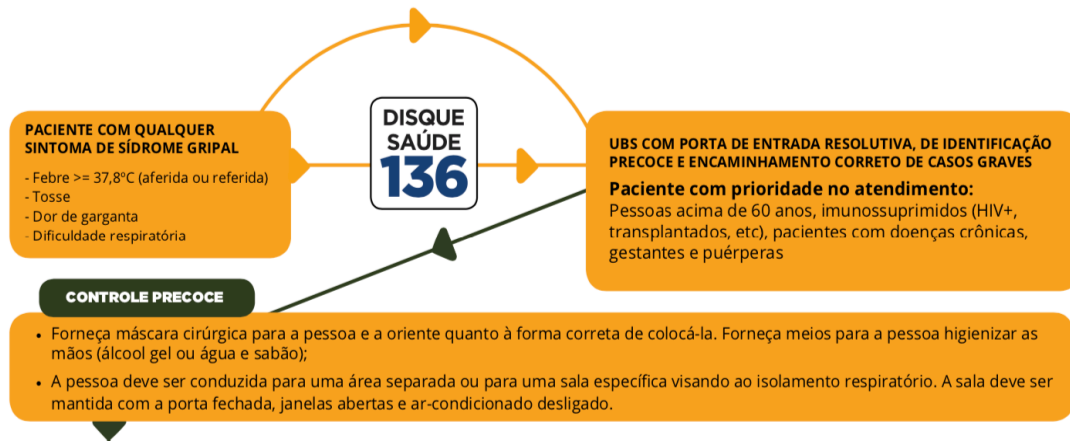 PACIENTE COM QUALQUER
SINTOMA DE SÍDROME GRIPAL
- Febre >= 37,8ºC (aferida ou referida)
- Tosse
- Dor de garganta
- Dificuldade respiratória
DISQUE
SAÚDE
136
UBS COM PORTA DE ENTRADA RESOLUTIVA, DE IDENTIFICAÇÃO
PRECOCE E ENCAMINHAMENTO CORRETO DE CASOS GRAVES
Paciente com prioridade no atendimento:
Pessoas acima de 60 anos, imunossuprimidos (HIV+,
transplantados, etc), pacientes com doenças crônicas,
gestantes e puérperas
CONTROLE PRECOCE
• Forneça máscara cirúrgica para a pessoa e a oriente quanto à forma correta de colocá-la. Forneça meios para a pessoa higienizar as
mãos (álcool gel ou água e sabão);
• A pessoa deve ser conduzida para uma área separada ou para uma sala específica visando ao isolamento respiratório. A sala deve ser
mantida com a porta fechada, janelas abertas e ar-condicionado desligado.